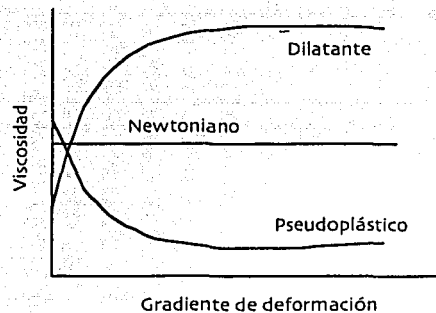 Dilatante
Newtoniano
Viscosidad
Pseudoplástico
Gradiente de deformación